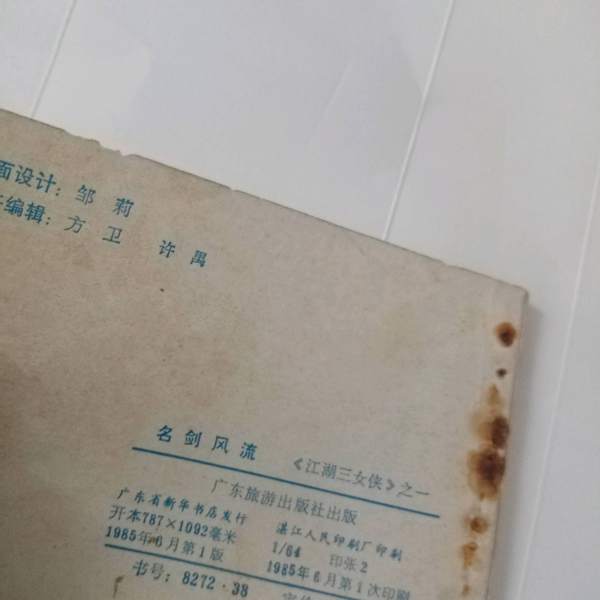 面设计：邹 莉
编辑：方 卫 许 禺
名剑风流 《江湖三女侠》之一
广东旅游出版社出版
广东省新华书店发行 湛江人民印刷厂印刷
开本787×1092毫米 1/64 印张2
1985年6月第1版 1985年6月第1次印刷
书号：8272·38